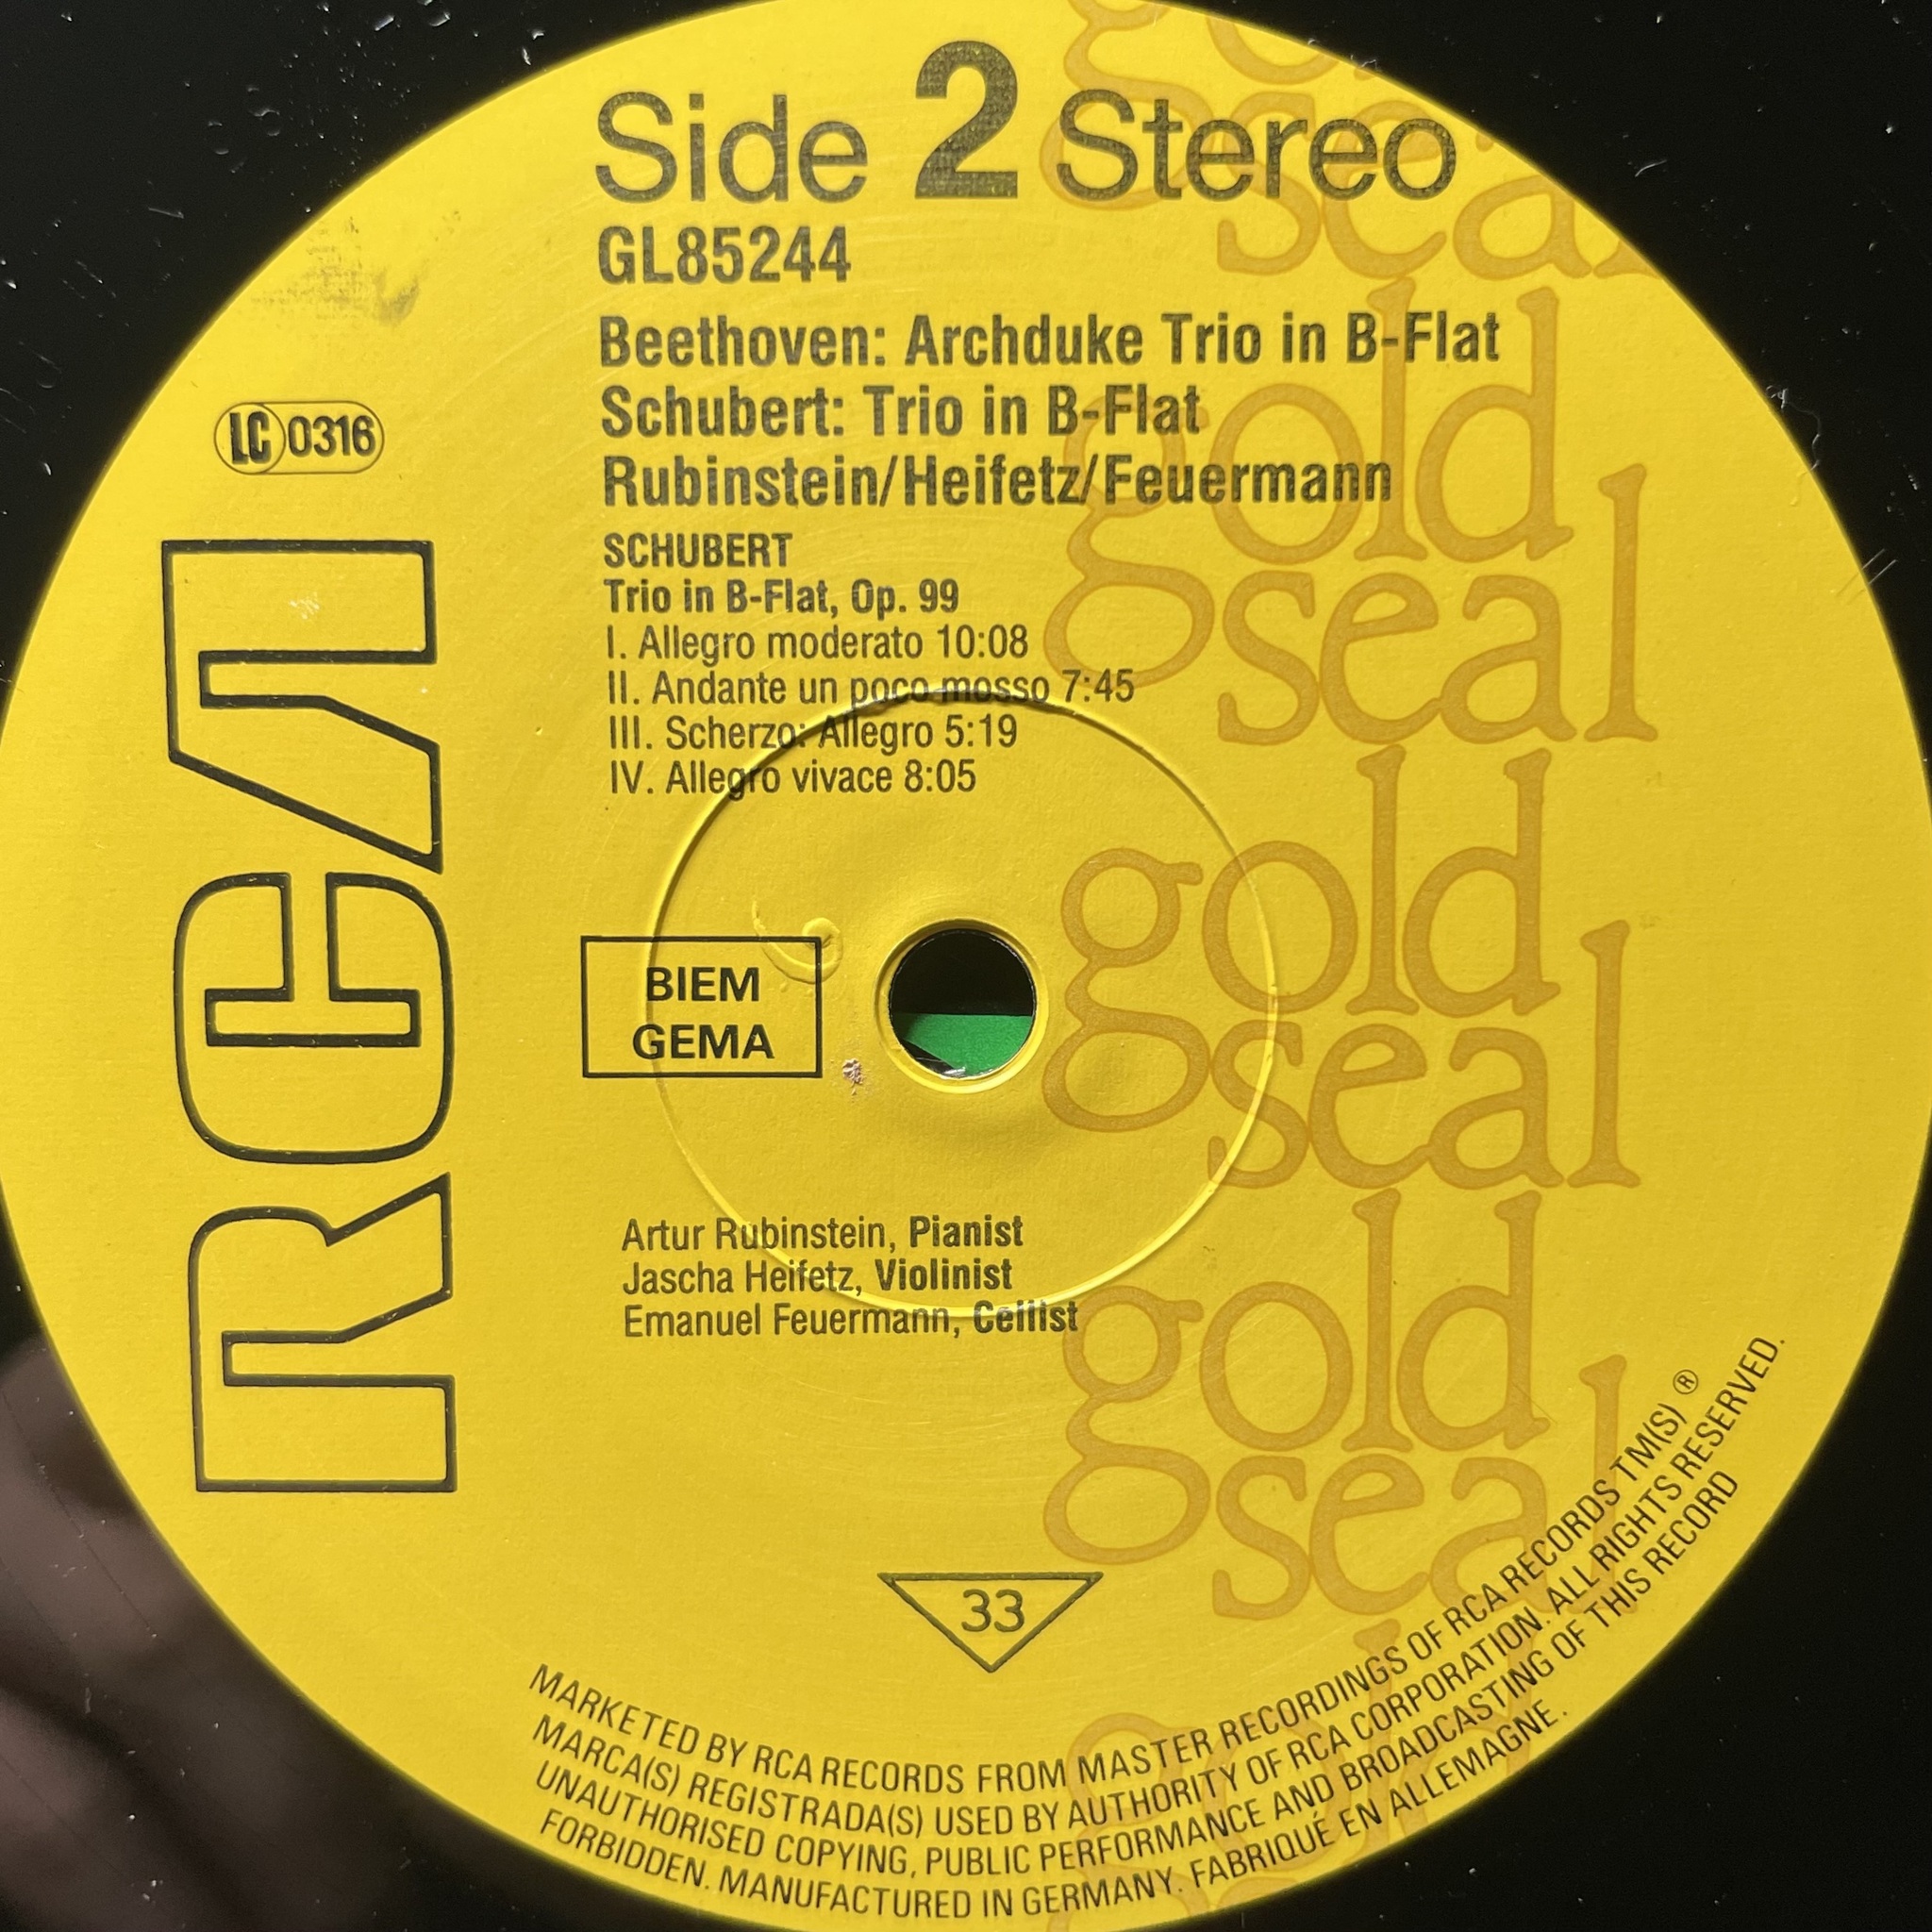 Side 2 Stereo
GL85244
Beethoven: Archduke Trio in B-Flat
Schubert: Trio in B-Flat
Rubinstein/Heifetz/Feuermann
SCHUBERT
Trio in B-Flat, Op. 99
I. Allegro moderato 10:08
II. Andante un poco mosso 7:45
III. Scherzo: Allegro 5:19
IV. Allegro vivace 8:05
LC 0316
RCA
BIEM
GEMA
Artur Rubinstein, Pianist
Jascha Heifetz, Violinist
Emanuel Feuermann, Cellist
33
MARKETED BY RCA RECORDS FROM MASTER RECORDINGS OF RCA RECORDS TM(S) ®
MARCA(S) REGISTRADA(S) USED BY AUTHORITY OF RCA CORPORATION. ALL RIGHTS RESERVED.
UNAUTHORISED COPYING, PUBLIC PERFORMANCE AND BROADCASTING OF THIS RECORD
FORBIDDEN. MANUFACTURED IN GERMANY. FABRIQUÉ EN ALLEMAGNE.
gold
seal
gold
seal
gold
seal
gold
seal
gold